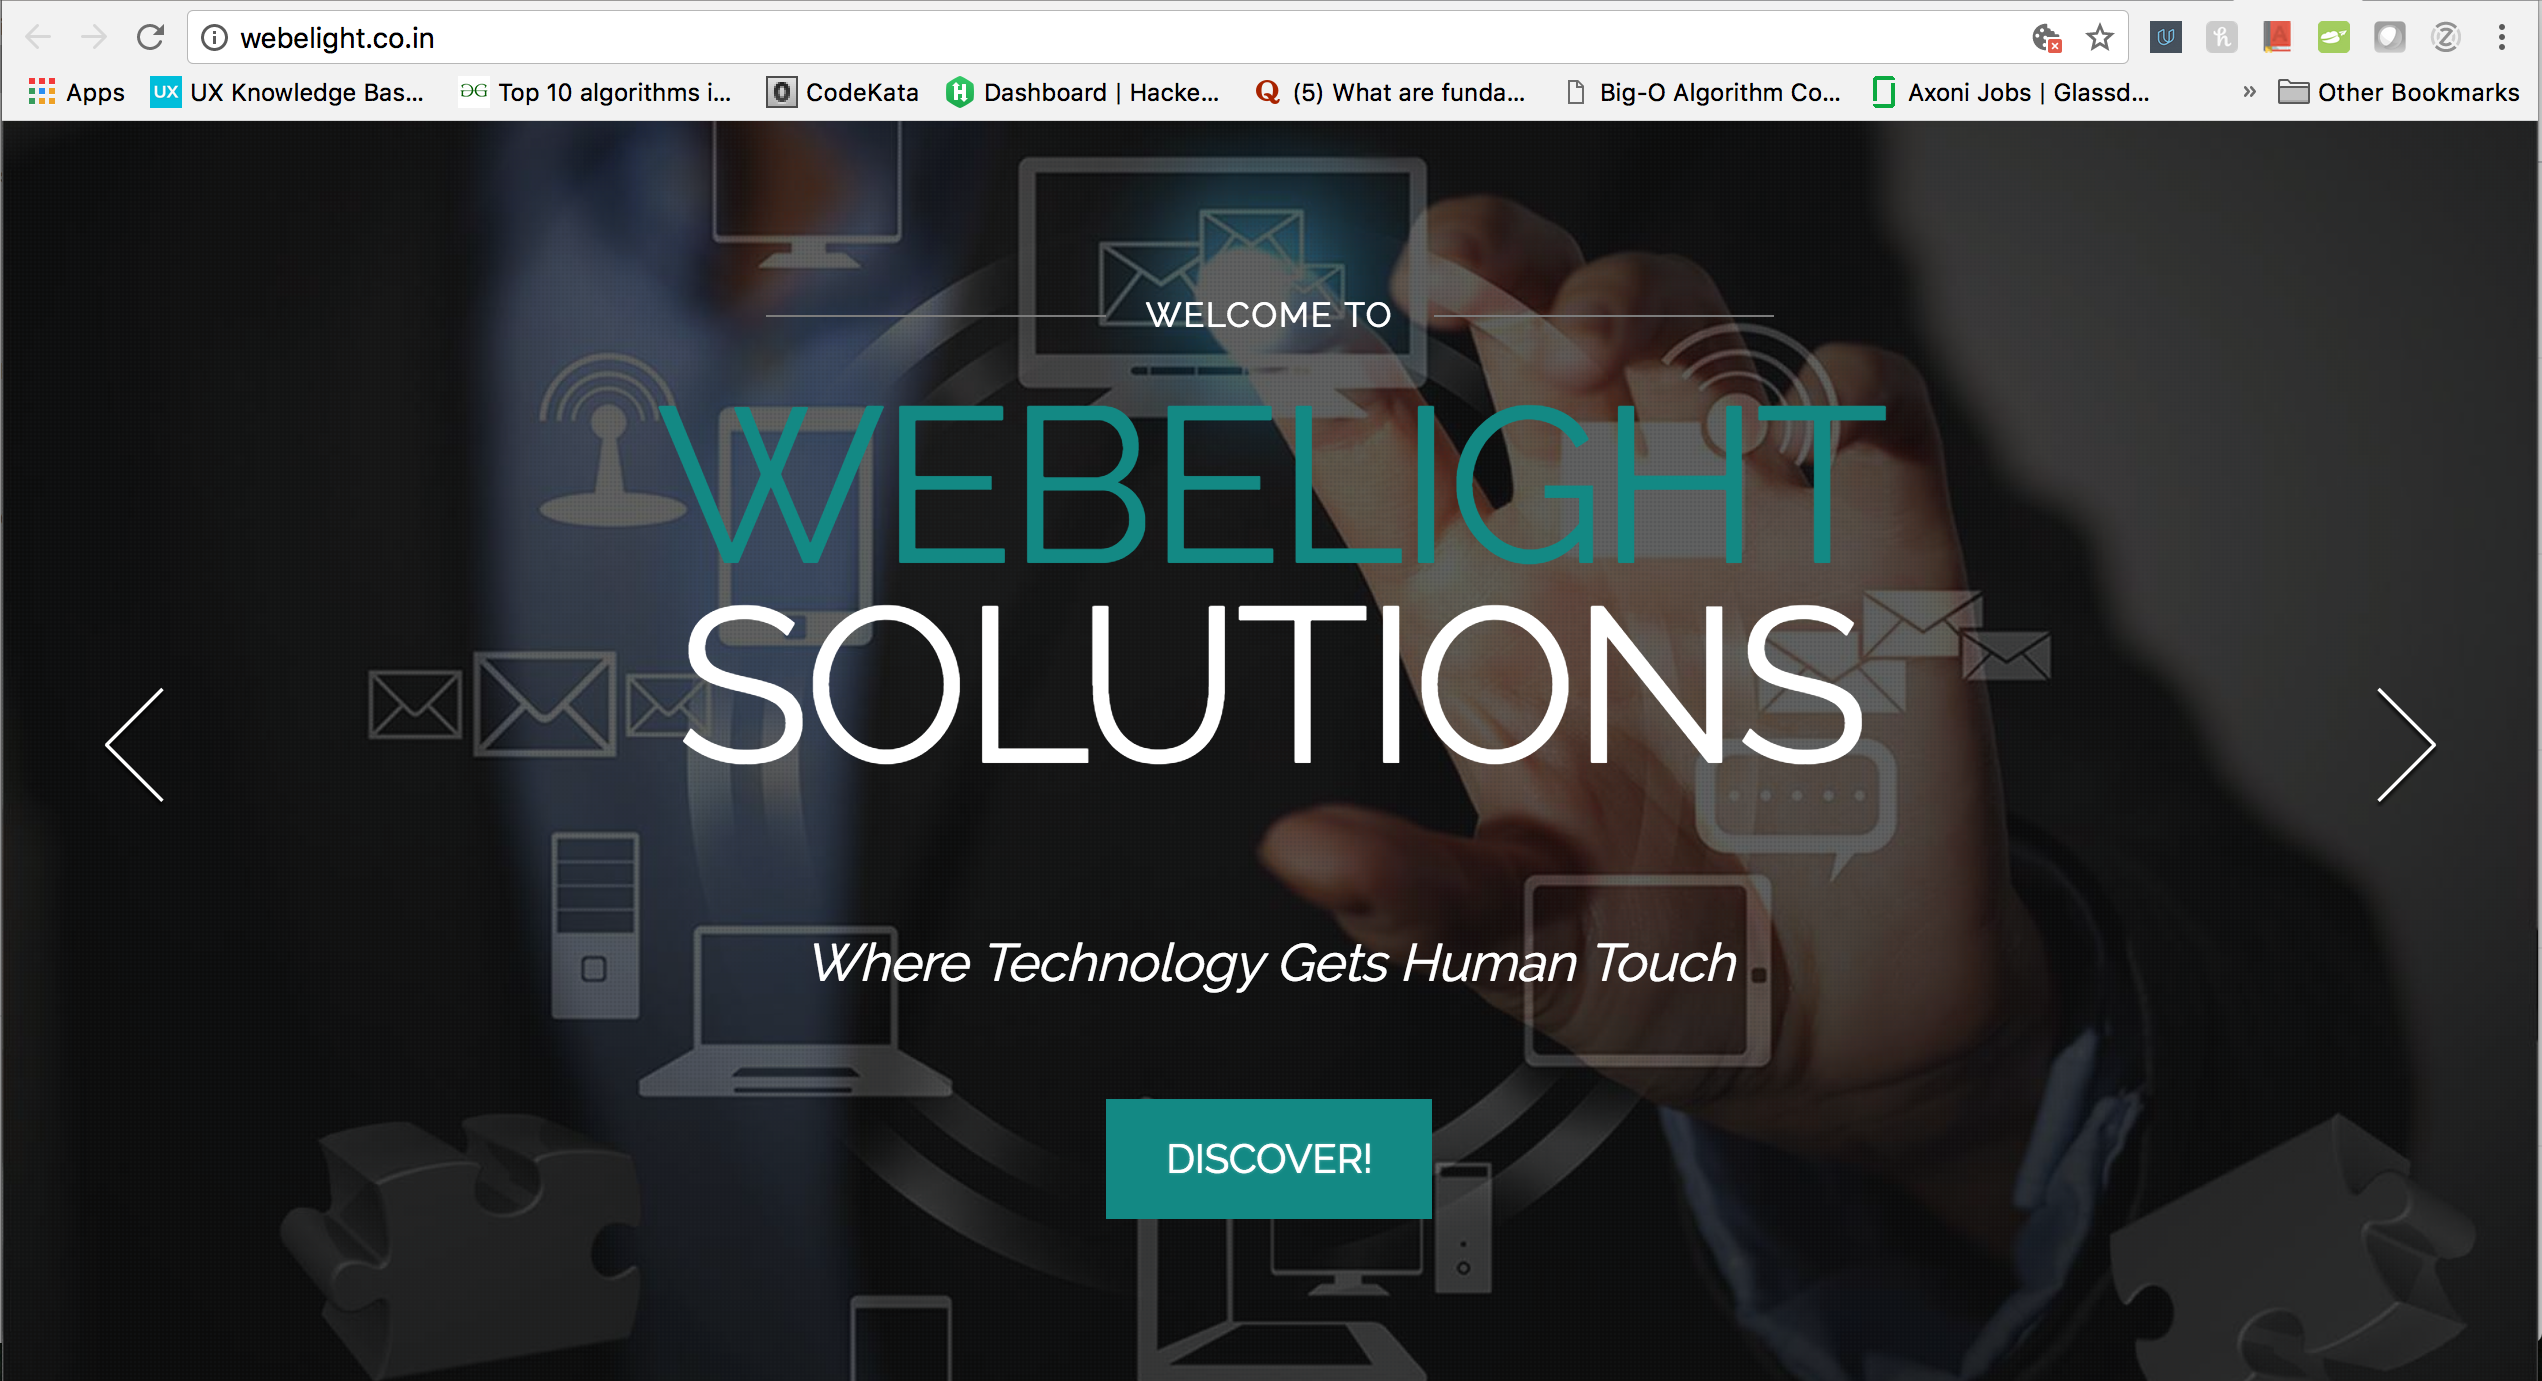 webelight.co.in
Apps UX UX Knowledge Bas... Top 10 algorithms i... CodeKata Dashboard | Hacke... (5) What are funda... Big-O Algorithm Co... Axoni Jobs | Glassd... » Other Bookmarks
WELCOME TO
WEBELIGHT
SOLUTIONS
Where Technology Gets Human Touch
DISCOVER!